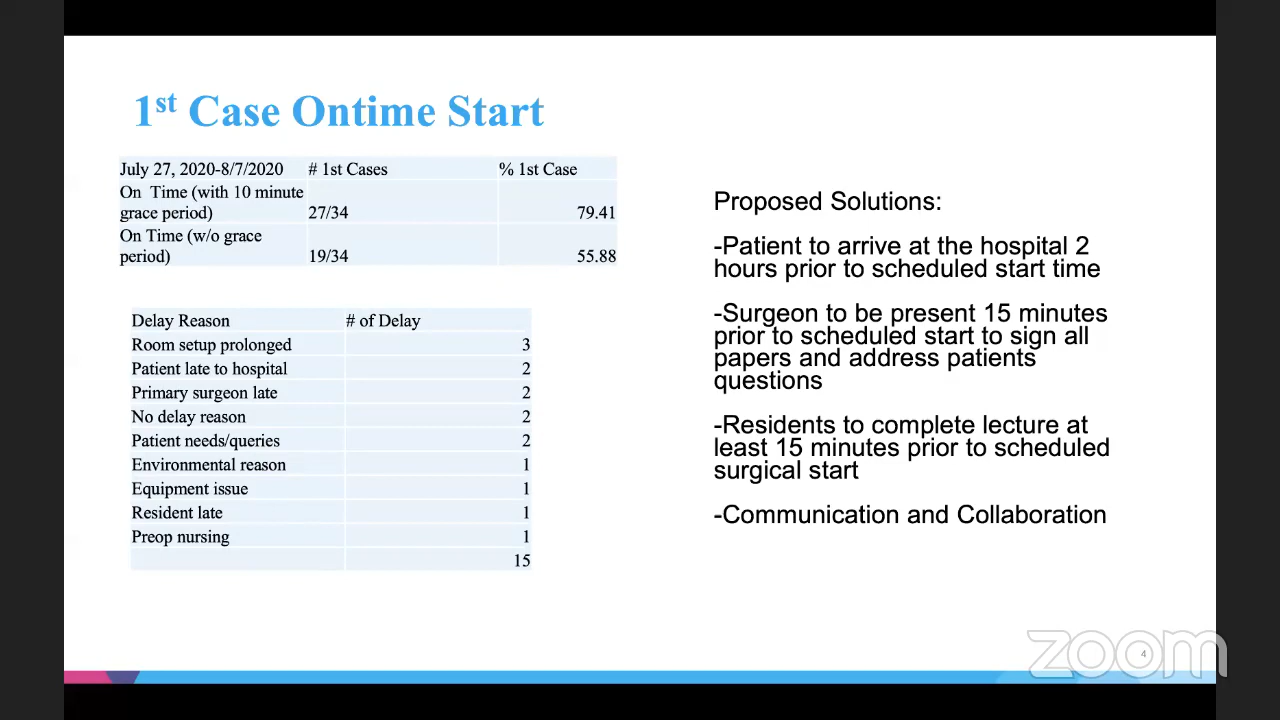 1st Case Ontime Start
July 27, 2020-8/7/2020 # 1st Cases % 1st Case
On Time (with 10 minute
grace period) 27/34 79.41
On Time (w/o grace
period) 19/34 55.88
Delay Reason # of Delay
Room setup prolonged 3
Patient late to hospital 2
Primary surgeon late 2
No delay reason 2
Patient needs/queries 2
Environmental reason 1
Equipment issue 1
Resident late 1
Preop nursing 1
15
Proposed Solutions:
-Patient to arrive at the hospital 2
hours prior to scheduled start time
-Surgeon to be present 15 minutes
prior to scheduled start to sign all
papers and address patients
questions
-Residents to complete lecture at
least 15 minutes prior to scheduled
surgical start
-Communication and Collaboration
zoom
4